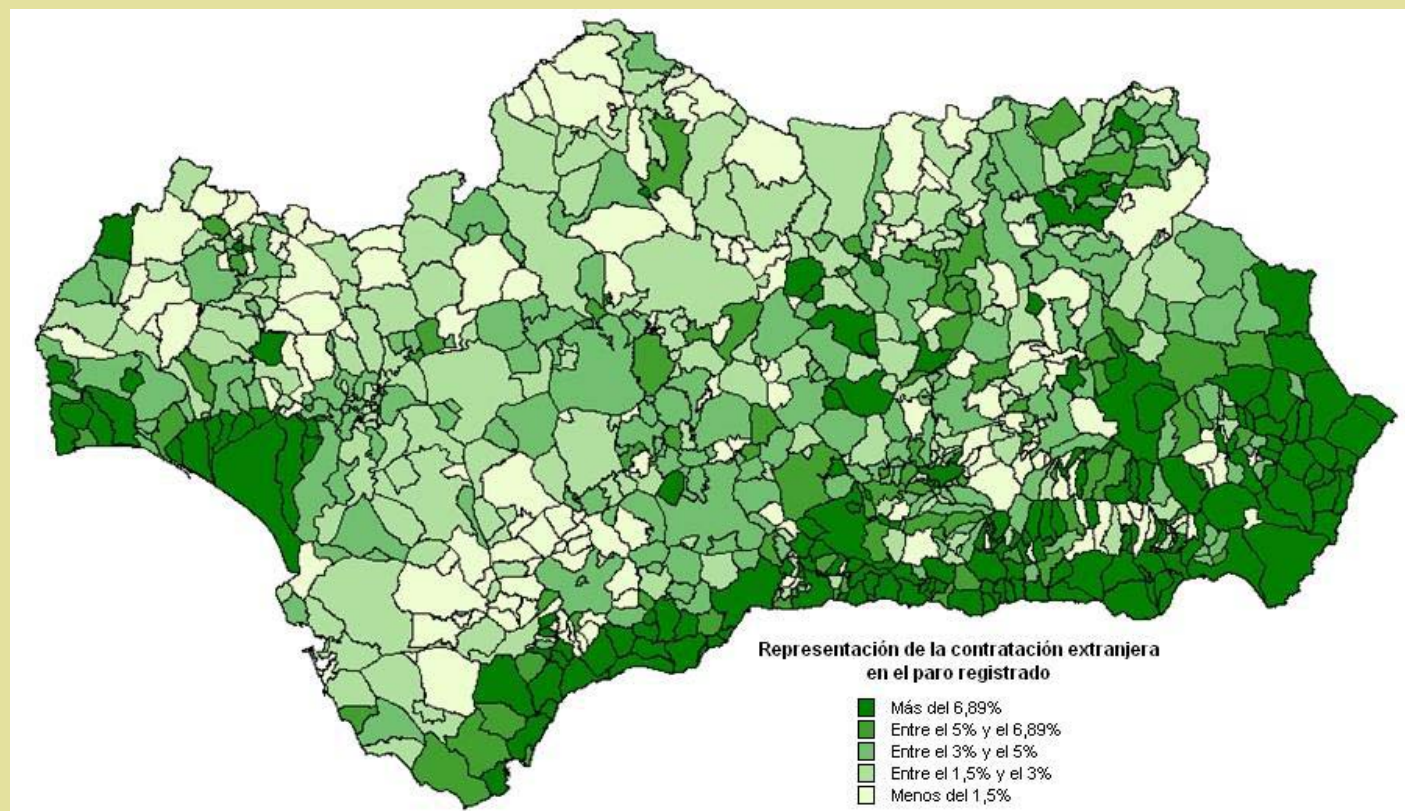 Representación de la contratación extranjera
en el paro registrado
Más del 6,89%
Entre el 5% y el 6,89%
Entre el 3% y el 5%
Entre el 1,5% y el 3%
Menos del 1,5%